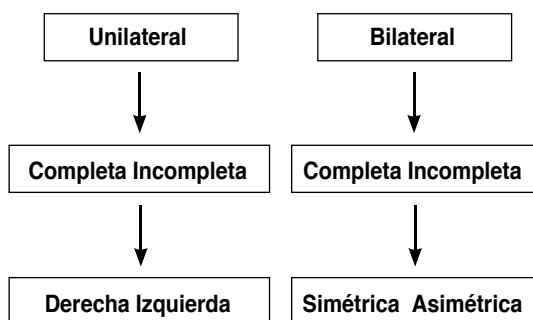 Unilateral
Bilateral
Completa Incompleta
Completa Incompleta
Derecha Izquierda
Simétrica Asimétrica